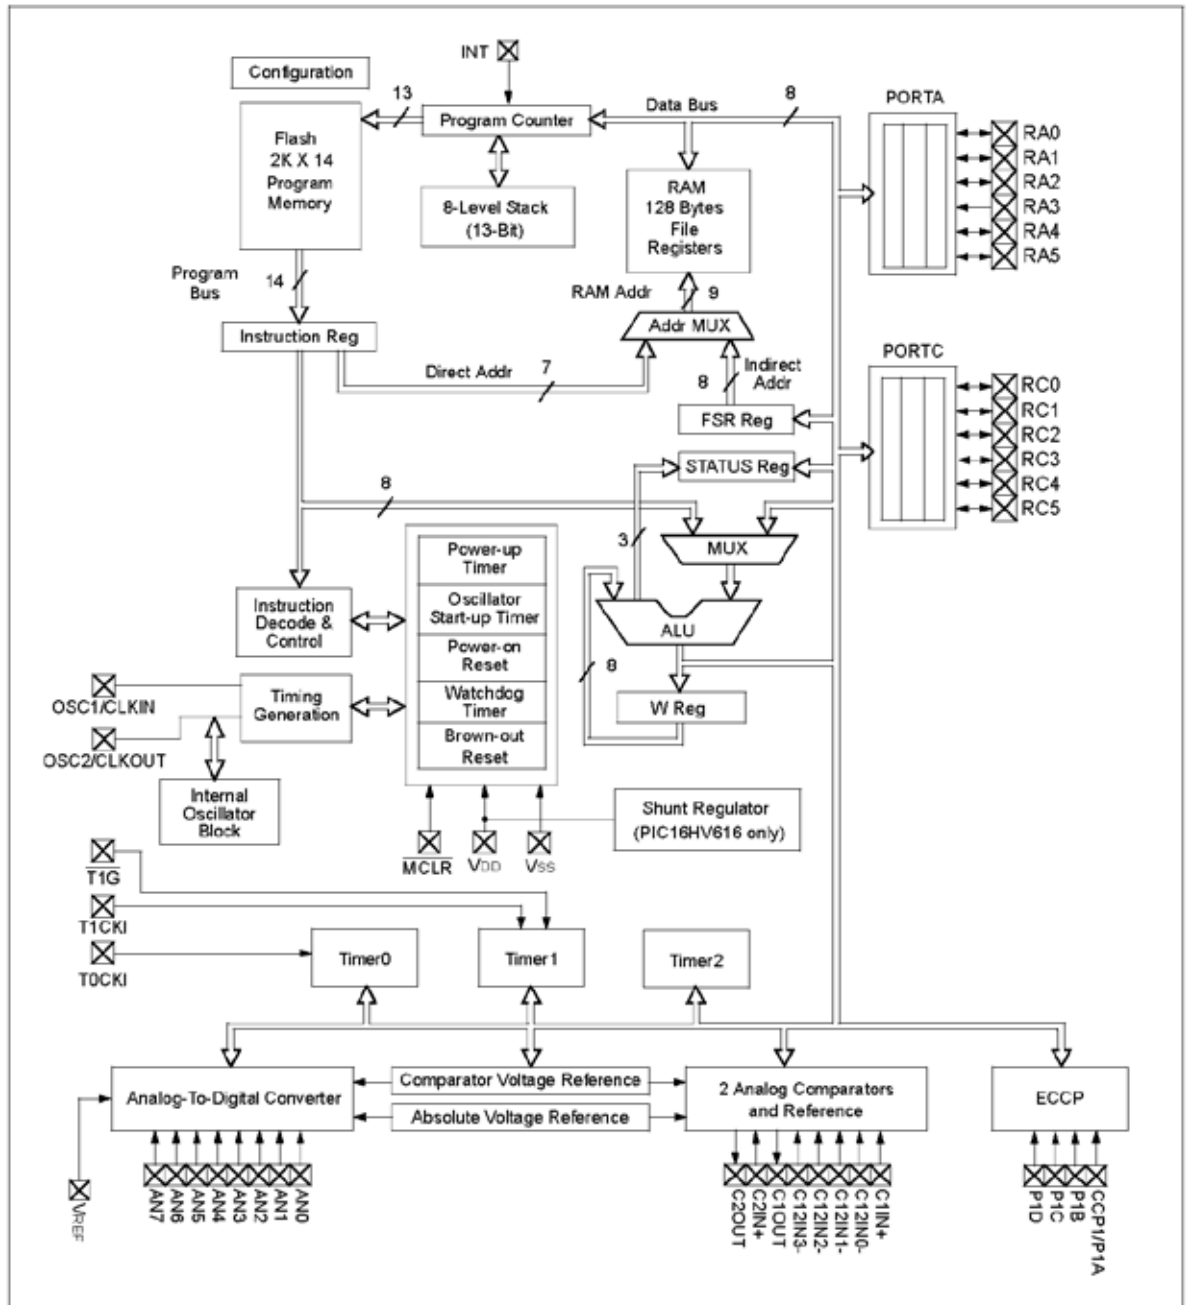 INT
Configuration
13
Program Counter
Data Bus
8
PORTA
Flash
2K X 14
Program
Memory
8-Level Stack
(13-Bit)
RAM
128 Bytes
File
Registers
RA0
RA1
RA2
RA3
RA4
RA5
Program
Bus
14
RAM Addr
9
Addr MUX
Instruction Reg
Direct Addr
7
Indirect
Addr
8
FSR Reg
STATUS Reg
PORTC
RC0
RC1
RC2
RC3
RC4
RC5
8
3
MUX
Power-up
Timer
Oscillator
Start-up Timer
Power-on
Reset
Watchdog
Timer
Brown-out
Reset
Instruction
Decode &
Control
ALU
8
W Reg
OSC1/CLKIN
Timing
Generation
OSC2/CLKOUT
Internal
Oscillator
Block
Shunt Regulator
(PIC16HV616 only)
MCLR
VDD
VSS
T1G
T1CKI
T0CKI
Timer0
Timer1
Timer2
Analog-To-Digital Converter
Comparator Voltage Reference
Absolute Voltage Reference
2 Analog Comparators
and Reference
ECCP
VREF
AN7
AN6
AN5
AN4
AN3
AN2
AN1
AN0
C2OUT
C2IN+
C1OUT
C12IN3-
C12IN2-
C12IN1-
C12IN0-
C1IN+
P1D
P1C
P1B
CCP1/P1A